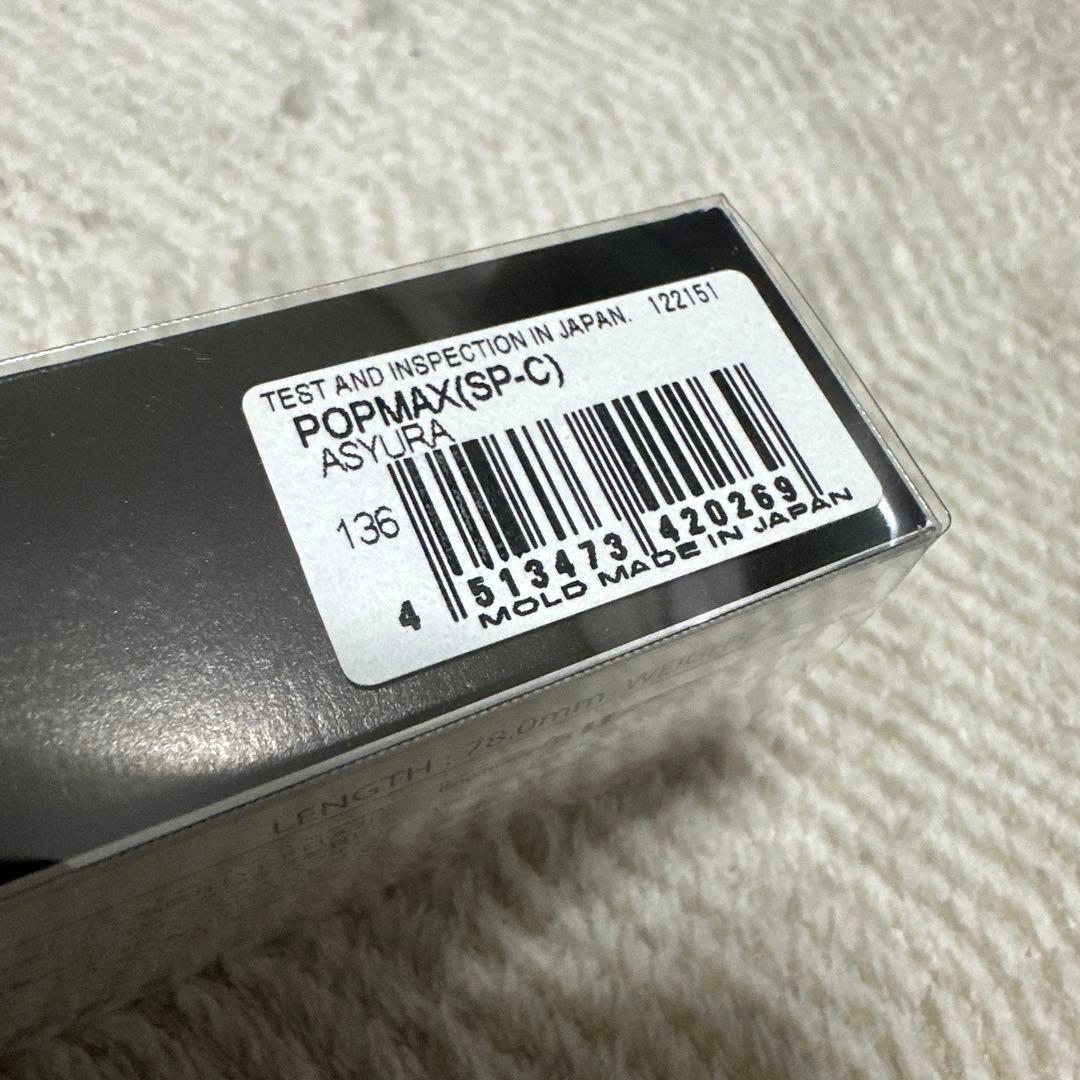 TEST AND INSPECTION IN JAPAN. 122151
POPMAX(SP-C)
ASYURA
136
4 513473 420269
MOLD MADE IN JAPAN
LENGTH : 78.0mm